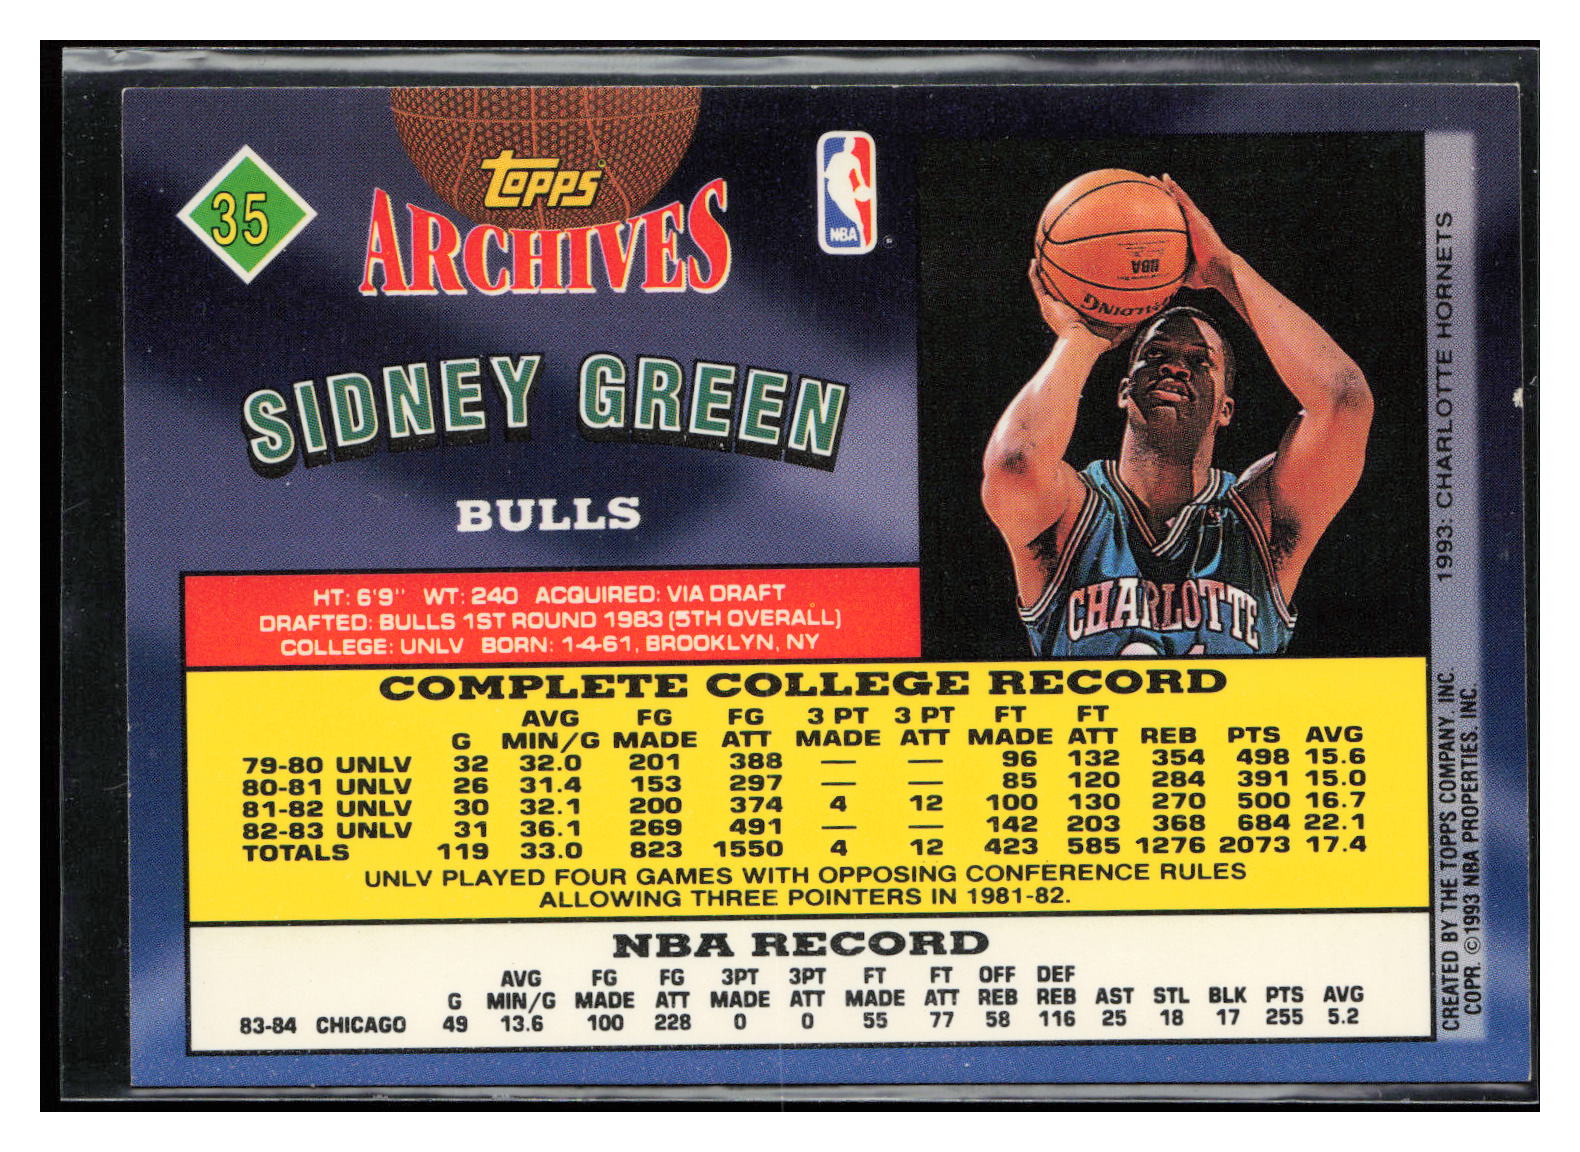 35
TOPPS
ARCHIVES
NBA
SIDNEY GREEN
BULLS
HT: 6'9" WT: 240 ACQUIRED: VIA DRAFT
DRAFTED: BULLS 1ST ROUND 1983 (5TH OVERALL)
COLLEGE: UNLV BORN: 1-4-61, BROOKLYN, NY
NBA
SPALDING
CHARLOTTE
1993: CHARLOTTE HORNETS
COMPLETE COLLEGE RECORD
AVG FG FG 3 PT 3 PT FT FT
G MIN/G MADE ATT MADE ATT MADE ATT REB PTS AVG
79-80 UNLV 32 32.0 201 388 — — 96 132 354 498 15.6
80-81 UNLV 26 31.4 153 297 — — 85 120 284 391 15.0
81-82 UNLV 30 32.1 200 374 4 12 100 130 270 500 16.7
82-83 UNLV 31 36.1 269 491 — — 142 203 368 684 22.1
TOTALS 119 33.0 823 1550 4 12 423 585 1276 2073 17.4
UNLV PLAYED FOUR GAMES WITH OPPOSING CONFERENCE RULES
ALLOWING THREE POINTERS IN 1981-82.
NBA RECORD
AVG FG FG 3PT 3PT FT FT OFF DEF
G MIN/G MADE ATT MADE ATT MADE ATT REB REB AST STL BLK PTS AVG
83-84 CHICAGO 49 13.6 100 228 0 0 55 77 58 116 25 18 17 255 5.2
CREATED BY THE TOPPS COMPANY, INC.
COPR. © 1993 NBA PROPERTIES, INC.